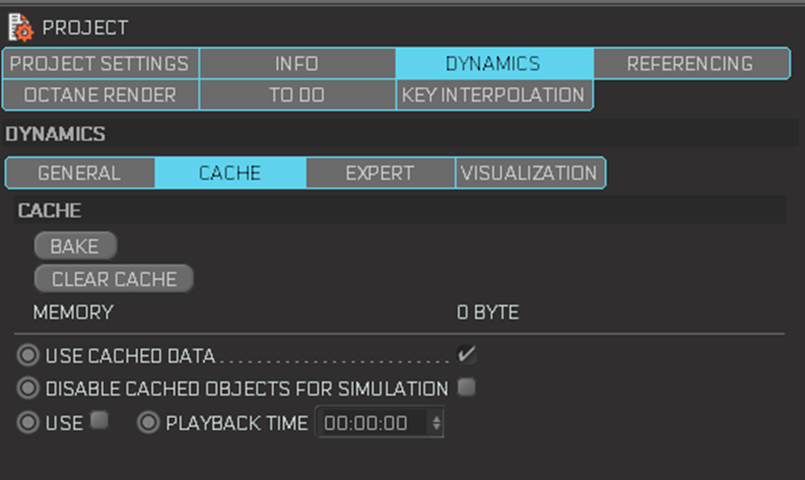 PROJECT
PROJECT SETTINGS INFO DYNAMICS REFERENCING
OCTANE RENDER TO DO KEY INTERPOLATION
DYNAMICS
GENERAL CACHE EXPERT VISUALIZATION
CACHE
BAKE
CLEAR CACHE
MEMORY 0 BYTE
USE CACHED DATA
DISABLE CACHED OBJECTS FOR SIMULATION
USE PLAYBACK TIME 00:00:00